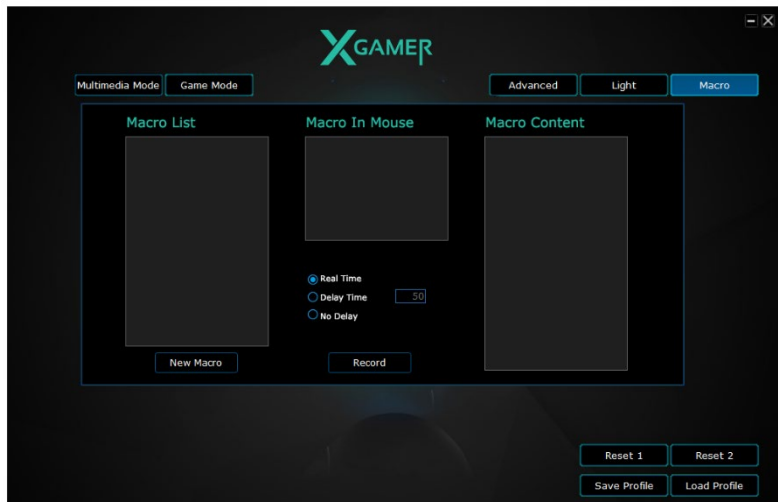 XGAMER
Multimedia Mode Game Mode Advanced Light Macro
Macro List Macro In Mouse Macro Content
Real Time
Delay Time 50
No Delay
New Macro Record
Reset 1 Reset 2
Save Profile Load Profile